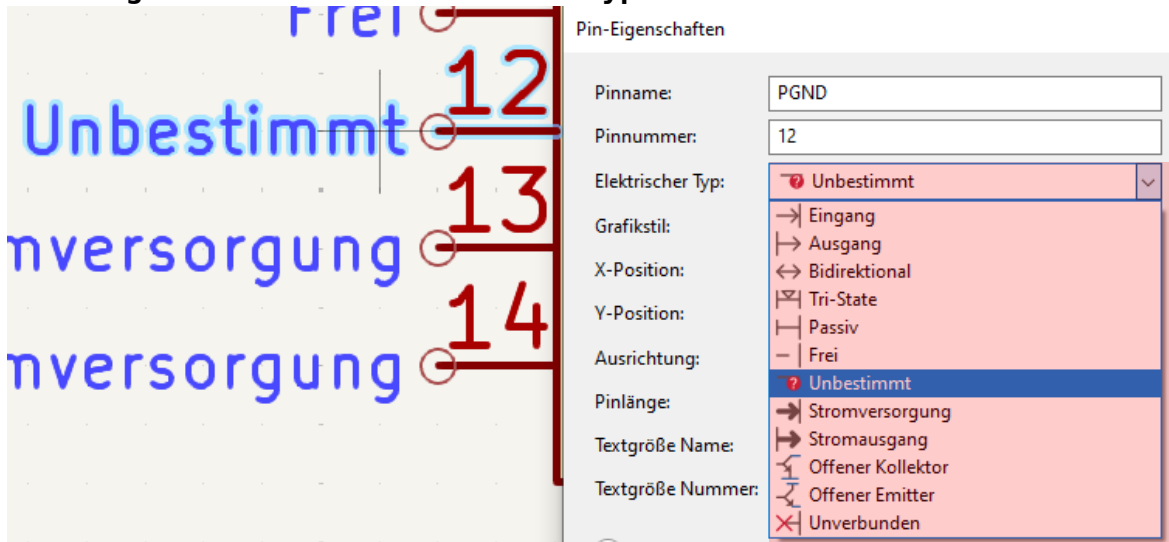 Frei
12
Unbestimmt
13
mversorgung
14
mversorgung
Pin-Eigenschaften
Pinname: PGND
Pinnummer: 12
Elektrischer Typ: Unbestimmt
Grafikstil:
X-Position:
Y-Position:
Ausrichtung:
Pinlänge:
Textgröße Name:
Textgröße Nummer:
Eingang
Ausgang
Bidirektional
Tri-State
Passiv
Frei
Unbestimmt
Stromversorgung
Stromausgang
Offener Kollektor
Offener Emitter
Unverbunden